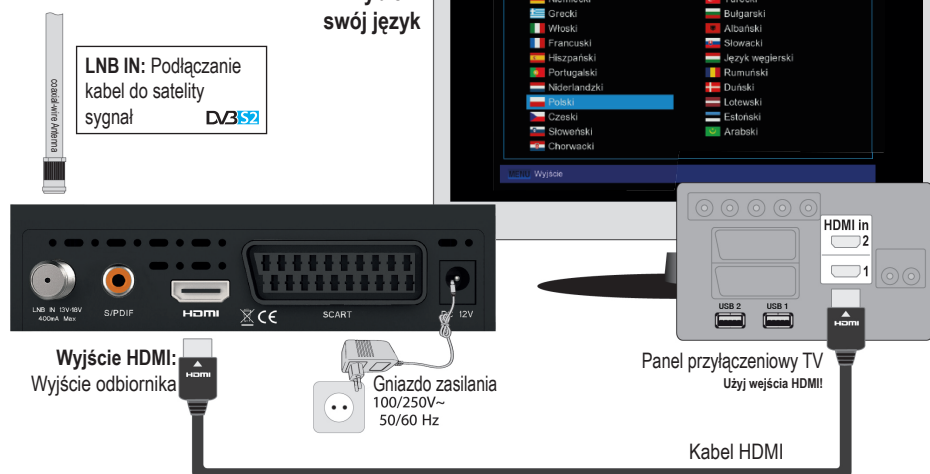 swój język
coaxial-wire Antenna
LNB IN: Podłączanie
kabel do satelity
sygnał DVB S2
Grecki
Włoski
Francuski
Hiszpański
Portugalski
Niderlandzki
Polski
Czeski
Słoweński
Chorwacki
Bułgarski
Albański
Słowacki
Język węgierski
Rumuński
Duński
Łotewski
Estoński
Arabski
MENU Wyjście
LNB IN 13V-18V
400mA Max
S/PDIF
HDMI
CE
SCART
DC 12V
HDMI in
2
1
USB 2
USB 1
HDMI
Wyjście HDMI:
Wyjście odbiornika
HDMI
Gniazdo zasilania
100/250V~
50/60 Hz
Panel przyłączeniowy TV
Użyj wejścia HDMI!
Kabel HDMI